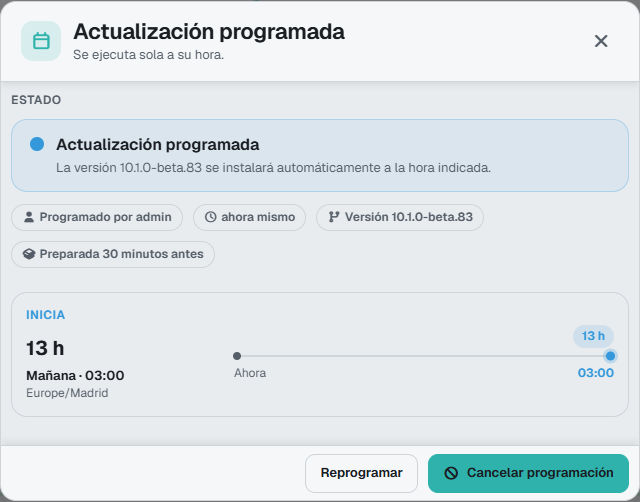 Actualización programada
Se ejecuta sola a su hora.
ESTADO
Actualización programada
La versión 10.1.0-beta.83 se instalará automáticamente a la hora indicada.
Programado por admin
ahora mismo
Versión 10.1.0-beta.83
Preparada 30 minutos antes
INICIA
13 h
Mañana · 03:00
Europe/Madrid
13 h
Ahora
03:00
Reprogramar
Cancelar programación